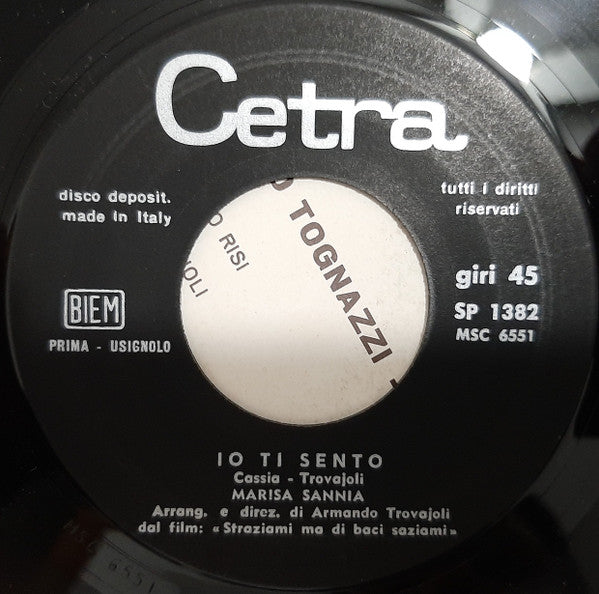 Cetra
disco deposit.
made in Italy
tutti i diritti
riservati
TOGNAZZI
O RISI
giri 45
SP 1382
MSC 6551
BIEM
PRIMA - USIGNOLO
IO TI SENTO
Cassia - Trovajoli
MARISA SANNIA
Arrang. e direz. di Armando Trovajoli
dal film: «Straziami ma di baci saziami»
MSC 6551